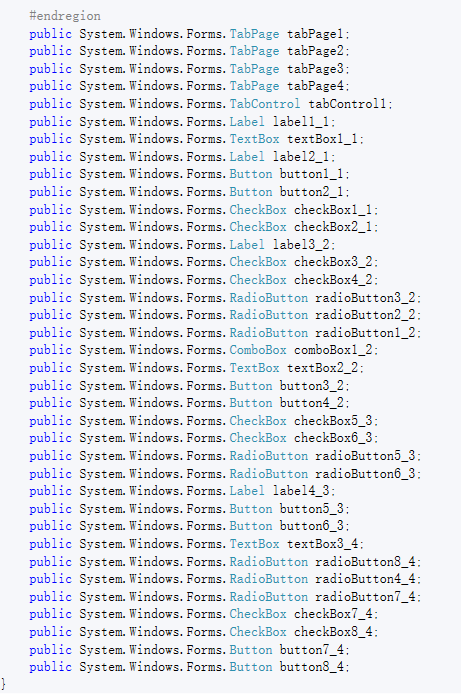 #endregion
public System.Windows.Forms.TabPage tabPage1;
public System.Windows.Forms.TabPage tabPage2;
public System.Windows.Forms.TabPage tabPage3;
public System.Windows.Forms.TabPage tabPage4;
public System.Windows.Forms.TabControl tabControl1;
public System.Windows.Forms.Label label1_1;
public System.Windows.Forms.TextBox textBox1_1;
public System.Windows.Forms.Label label2_1;
public System.Windows.Forms.Button button1_1;
public System.Windows.Forms.Button button2_1;
public System.Windows.Forms.CheckBox checkBox1_1;
public System.Windows.Forms.CheckBox checkBox2_1;
public System.Windows.Forms.Label label3_2;
public System.Windows.Forms.CheckBox checkBox3_2;
public System.Windows.Forms.CheckBox checkBox4_2;
public System.Windows.Forms.RadioButton radioButton3_2;
public System.Windows.Forms.RadioButton radioButton2_2;
public System.Windows.Forms.RadioButton radioButton1_2;
public System.Windows.Forms.ComboBox comboBox1_2;
public System.Windows.Forms.TextBox textBox2_2;
public System.Windows.Forms.Button button3_2;
public System.Windows.Forms.Button button4_2;
public System.Windows.Forms.CheckBox checkBox5_3;
public System.Windows.Forms.CheckBox checkBox6_3;
public System.Windows.Forms.RadioButton radioButton5_3;
public System.Windows.Forms.RadioButton radioButton6_3;
public System.Windows.Forms.Label label4_3;
public System.Windows.Forms.Button button5_3;
public System.Windows.Forms.Button button6_3;
public System.Windows.Forms.TextBox textBox3_4;
public System.Windows.Forms.RadioButton radioButton8_4;
public System.Windows.Forms.RadioButton radioButton4_4;
public System.Windows.Forms.RadioButton radioButton7_4;
public System.Windows.Forms.CheckBox checkBox7_4;
public System.Windows.Forms.CheckBox checkBox8_4;
public System.Windows.Forms.Button button7_4;
public System.Windows.Forms.Button button8_4;
}